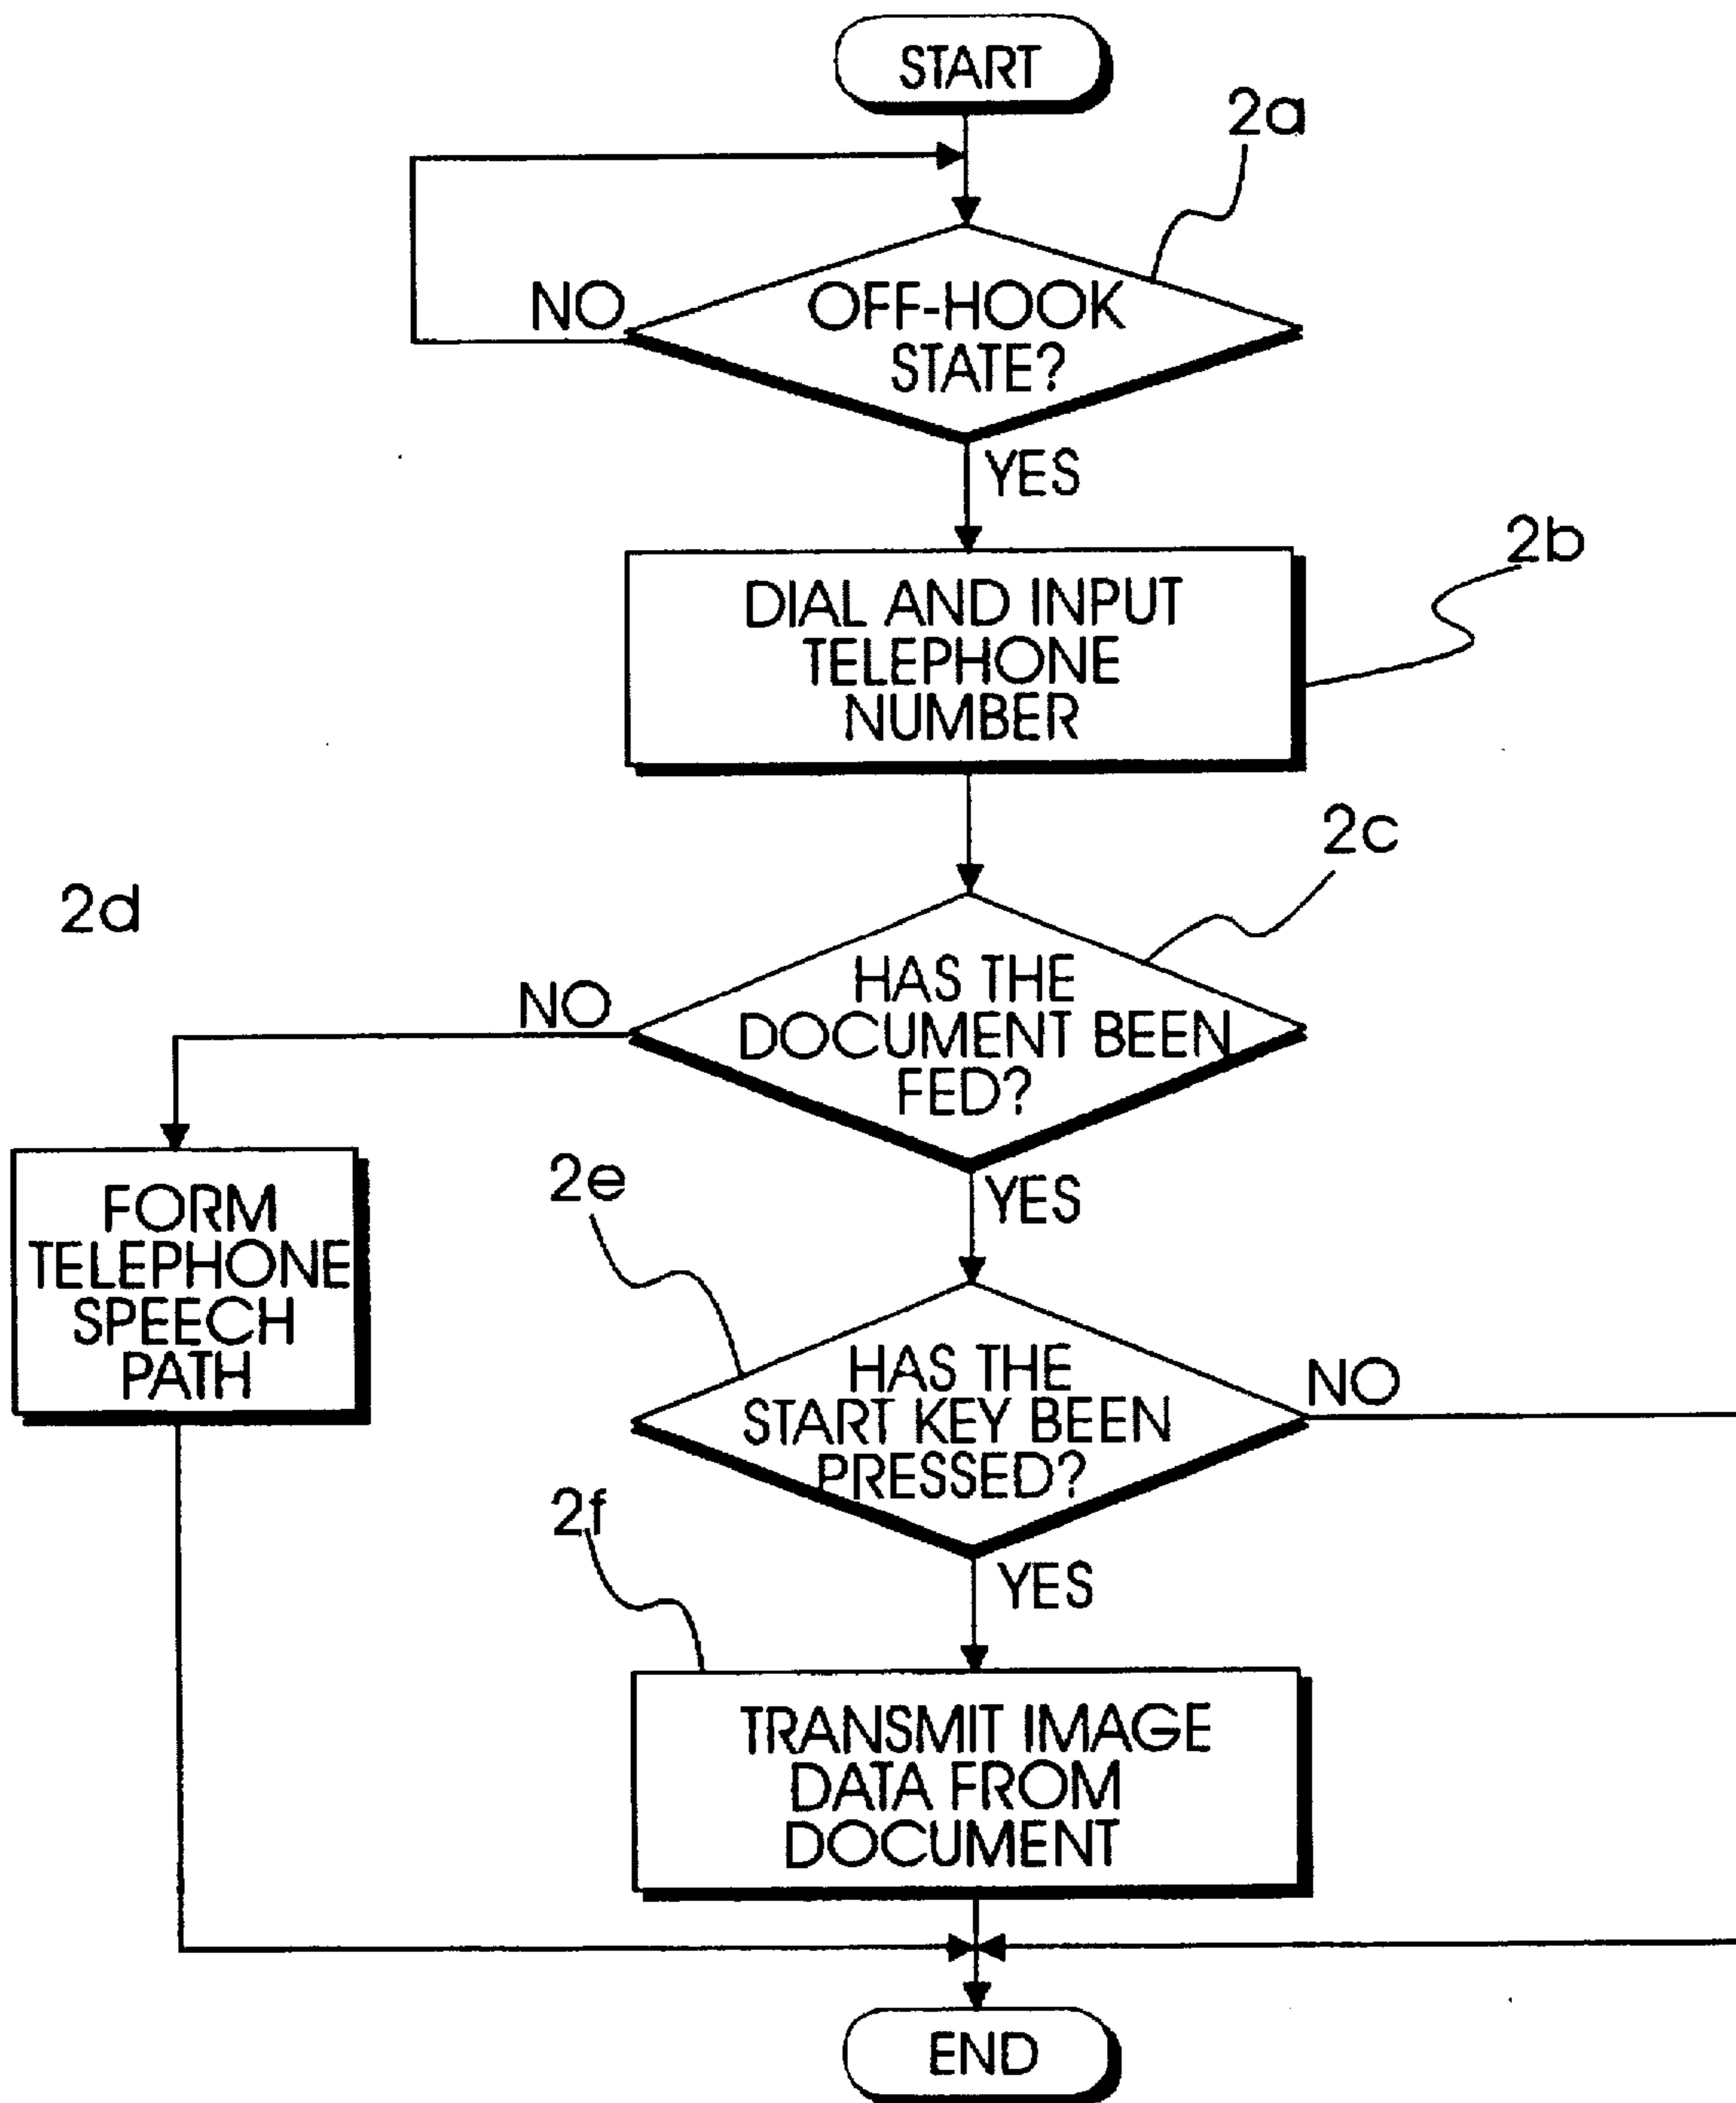 START
2a
NO
OFF-HOOK
STATE?
YES
2b
DIAL AND INPUT
TELEPHONE
NUMBER
2c
2d
NO
HAS THE
DOCUMENT BEEN
FED?
YES
FORM
TELEPHONE
SPEECH
PATH
2e
HAS THE
START KEY BEEN
PRESSED?
NO
2f
YES
TRANSMIT IMAGE
DATA FROM
DOCUMENT
END